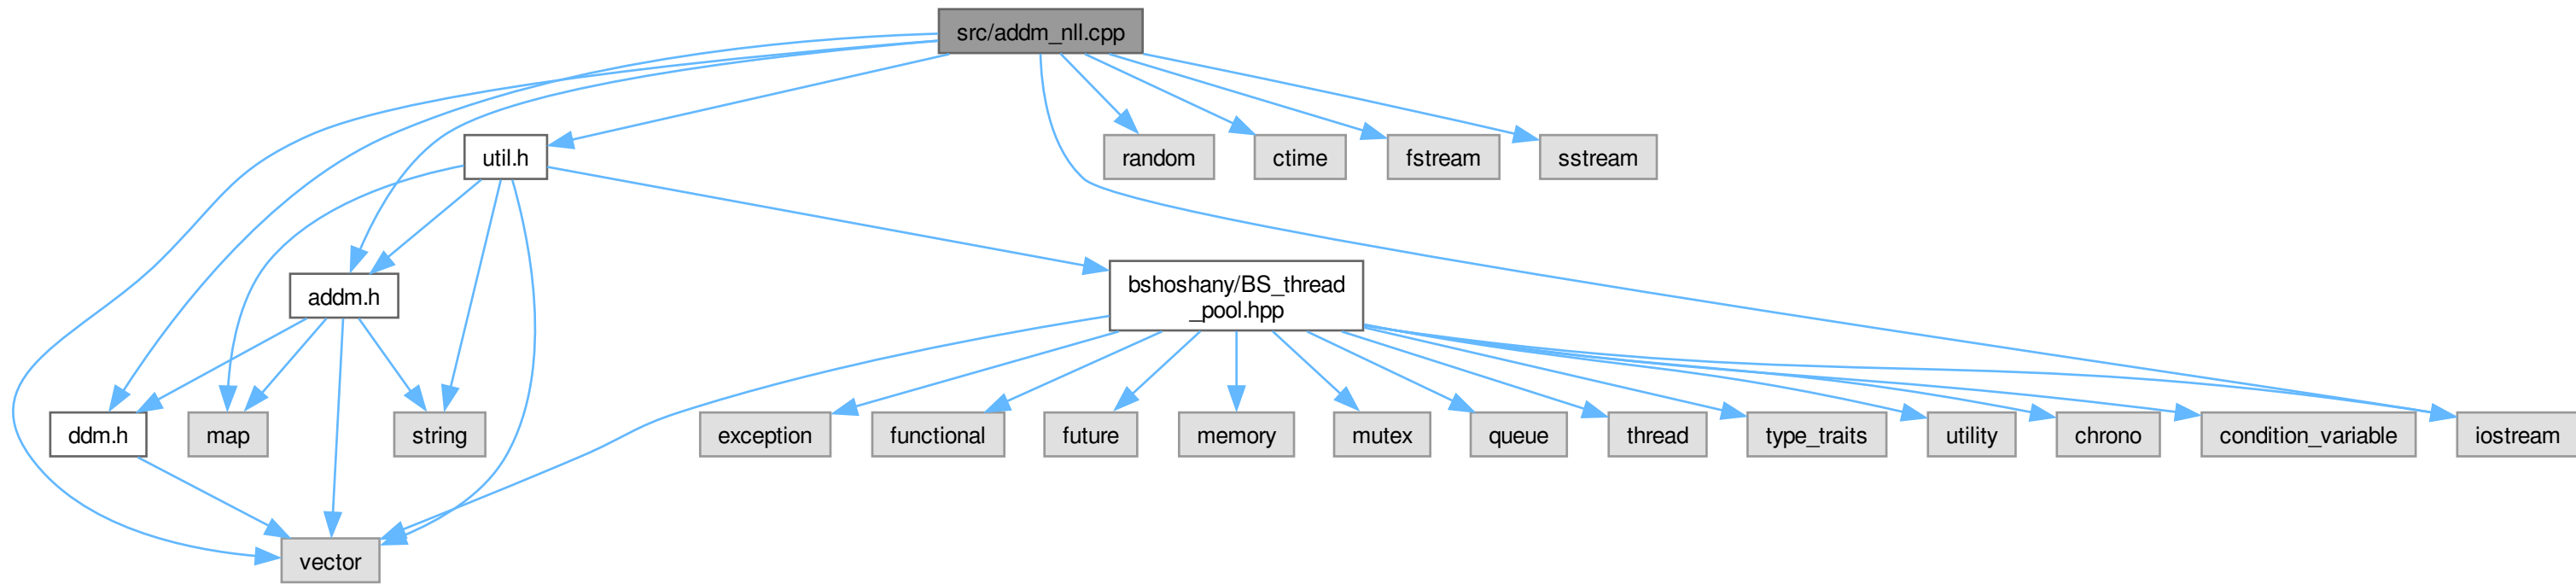 src/addm_nll.cpp
util.h
random
ctime
fstream
sstream
addm.h
bshoshany/BS_thread
_pool.hpp
ddm.h
map
string
exception
functional
future
memory
mutex
queue
thread
type_traits
utility
chrono
condition_variable
iostream
vector